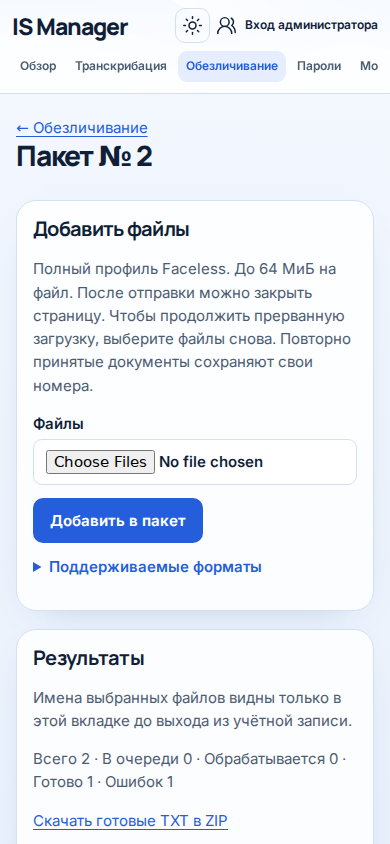 IS Manager
Вход администратора
Обзор Транскрибация Обезличивание Пароли Мо
← Обезличивание
Пакет № 2
Добавить файлы
Полный профиль Faceless. До 64 МиБ на
файл. После отправки можно закрыть
страницу. Чтобы продолжить прерванную
загрузку, выберите файлы снова. Повторно
принятые документы сохраняют свои
номера.
Файлы
Choose Files No file chosen
Добавить в пакет
Поддерживаемые форматы
Результаты
Имена выбранных файлов видны только в
этой вкладке до выхода из учётной записи.
Всего 2 · В очереди 0 · Обрабатывается 0 ·
Готово 1 · Ошибок 1
Скачать готовые TXT в ZIP